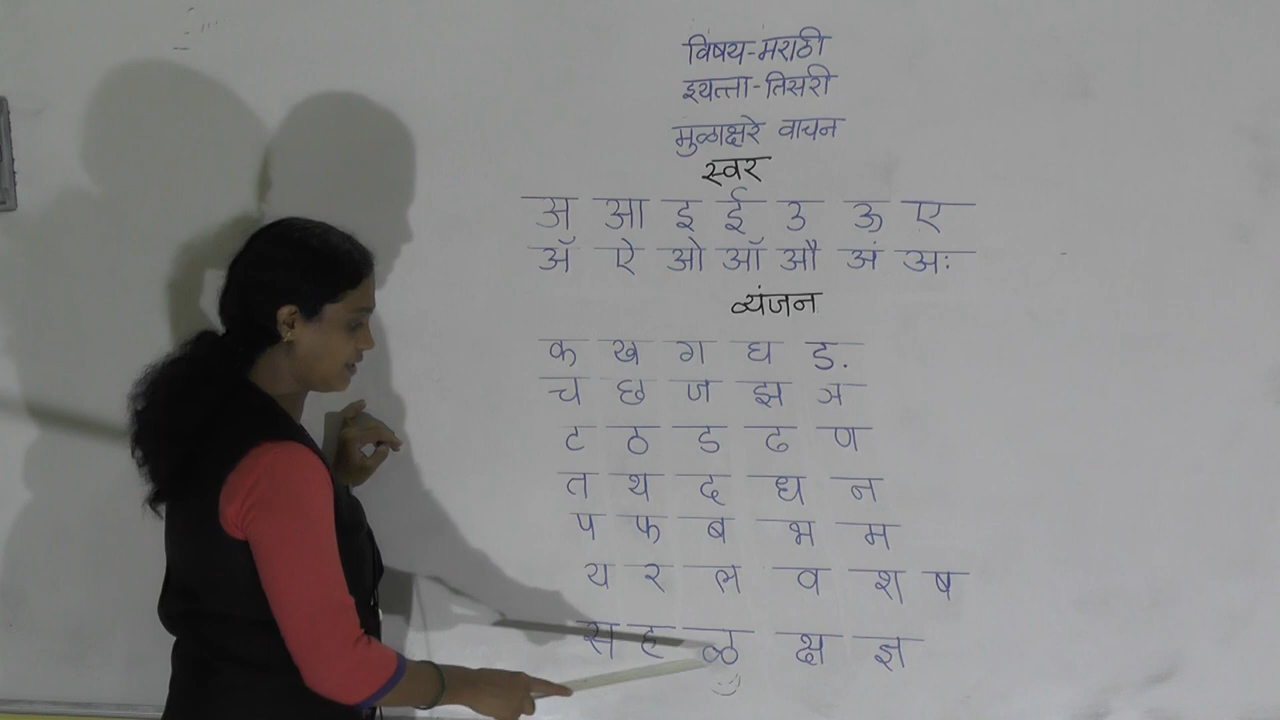 विषय-मराठी
इयत्ता-तिसरी
मुळाक्षरे वाचन
स्वर
अ आ इ ई उ ऊ ए
ॲ ऐ ओ ऑ औ अं अः
व्यंजन
क ख ग घ ङ
च छ ज झ ञ
ट ठ ड ढ ण
त थ द ध न
प फ ब भ म
य र ल व श ष
स ह ळ क्ष ज्ञ